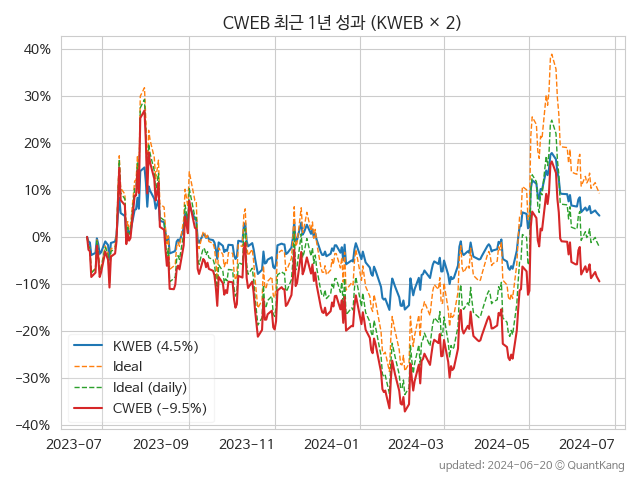 CWEB 최근 1년 성과 (KWEB × 2)
40%
30%
20%
10%
0%
−10%
−20%
−30%
−40%
KWEB (4.5%)
Ideal
Ideal (daily)
CWEB (−9.5%)
2023-07
2023-09
2023-11
2024-01
2024-03
2024-05
2024-07
updated: 2024-06-20 ⓒ QuantKang